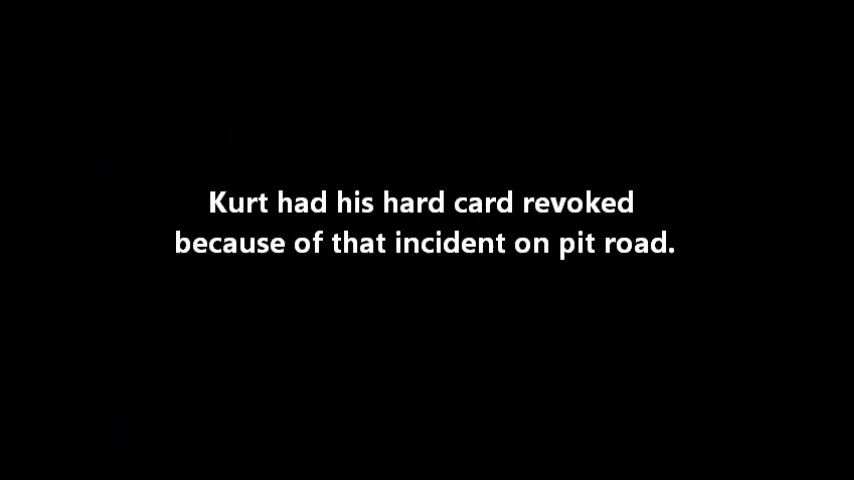 Kurt had his hard card revoked
because of that incident on pit road.